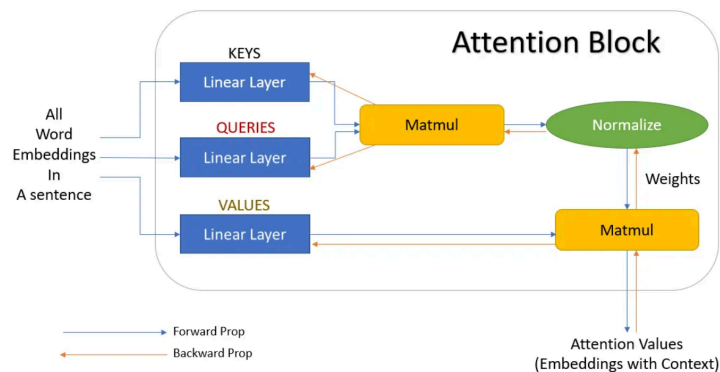 Attention Block
KEYS
Linear Layer
All
Word
Embeddings
In
A sentence
QUERIES
Linear Layer
Matmul
Normalize
Weights
VALUES
Linear Layer
Matmul
Forward Prop
Backward Prop
Attention Values
(Embeddings with Context)